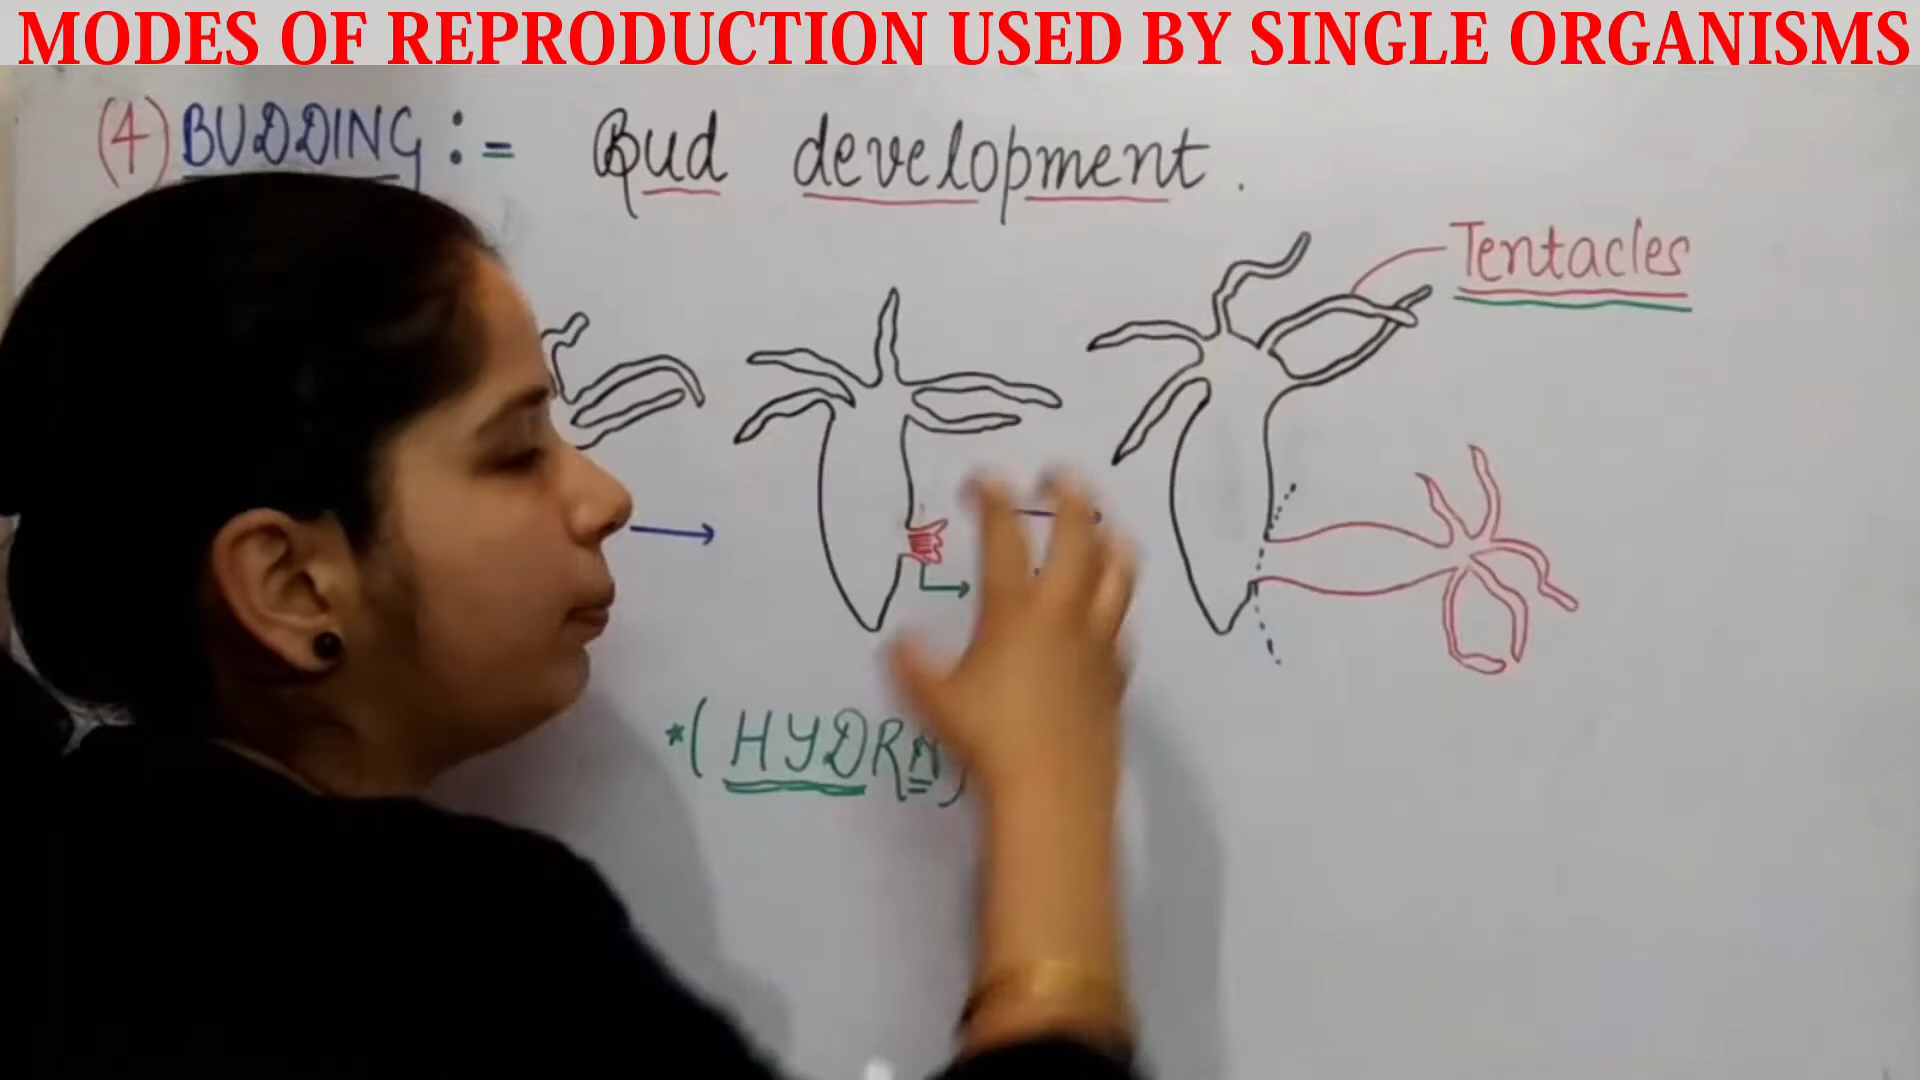 MODES OF REPRODUCTION USED BY SINGLE ORGANISMS
(4) BUDDING := Bud development.
Tentacles
*( HYDRA )